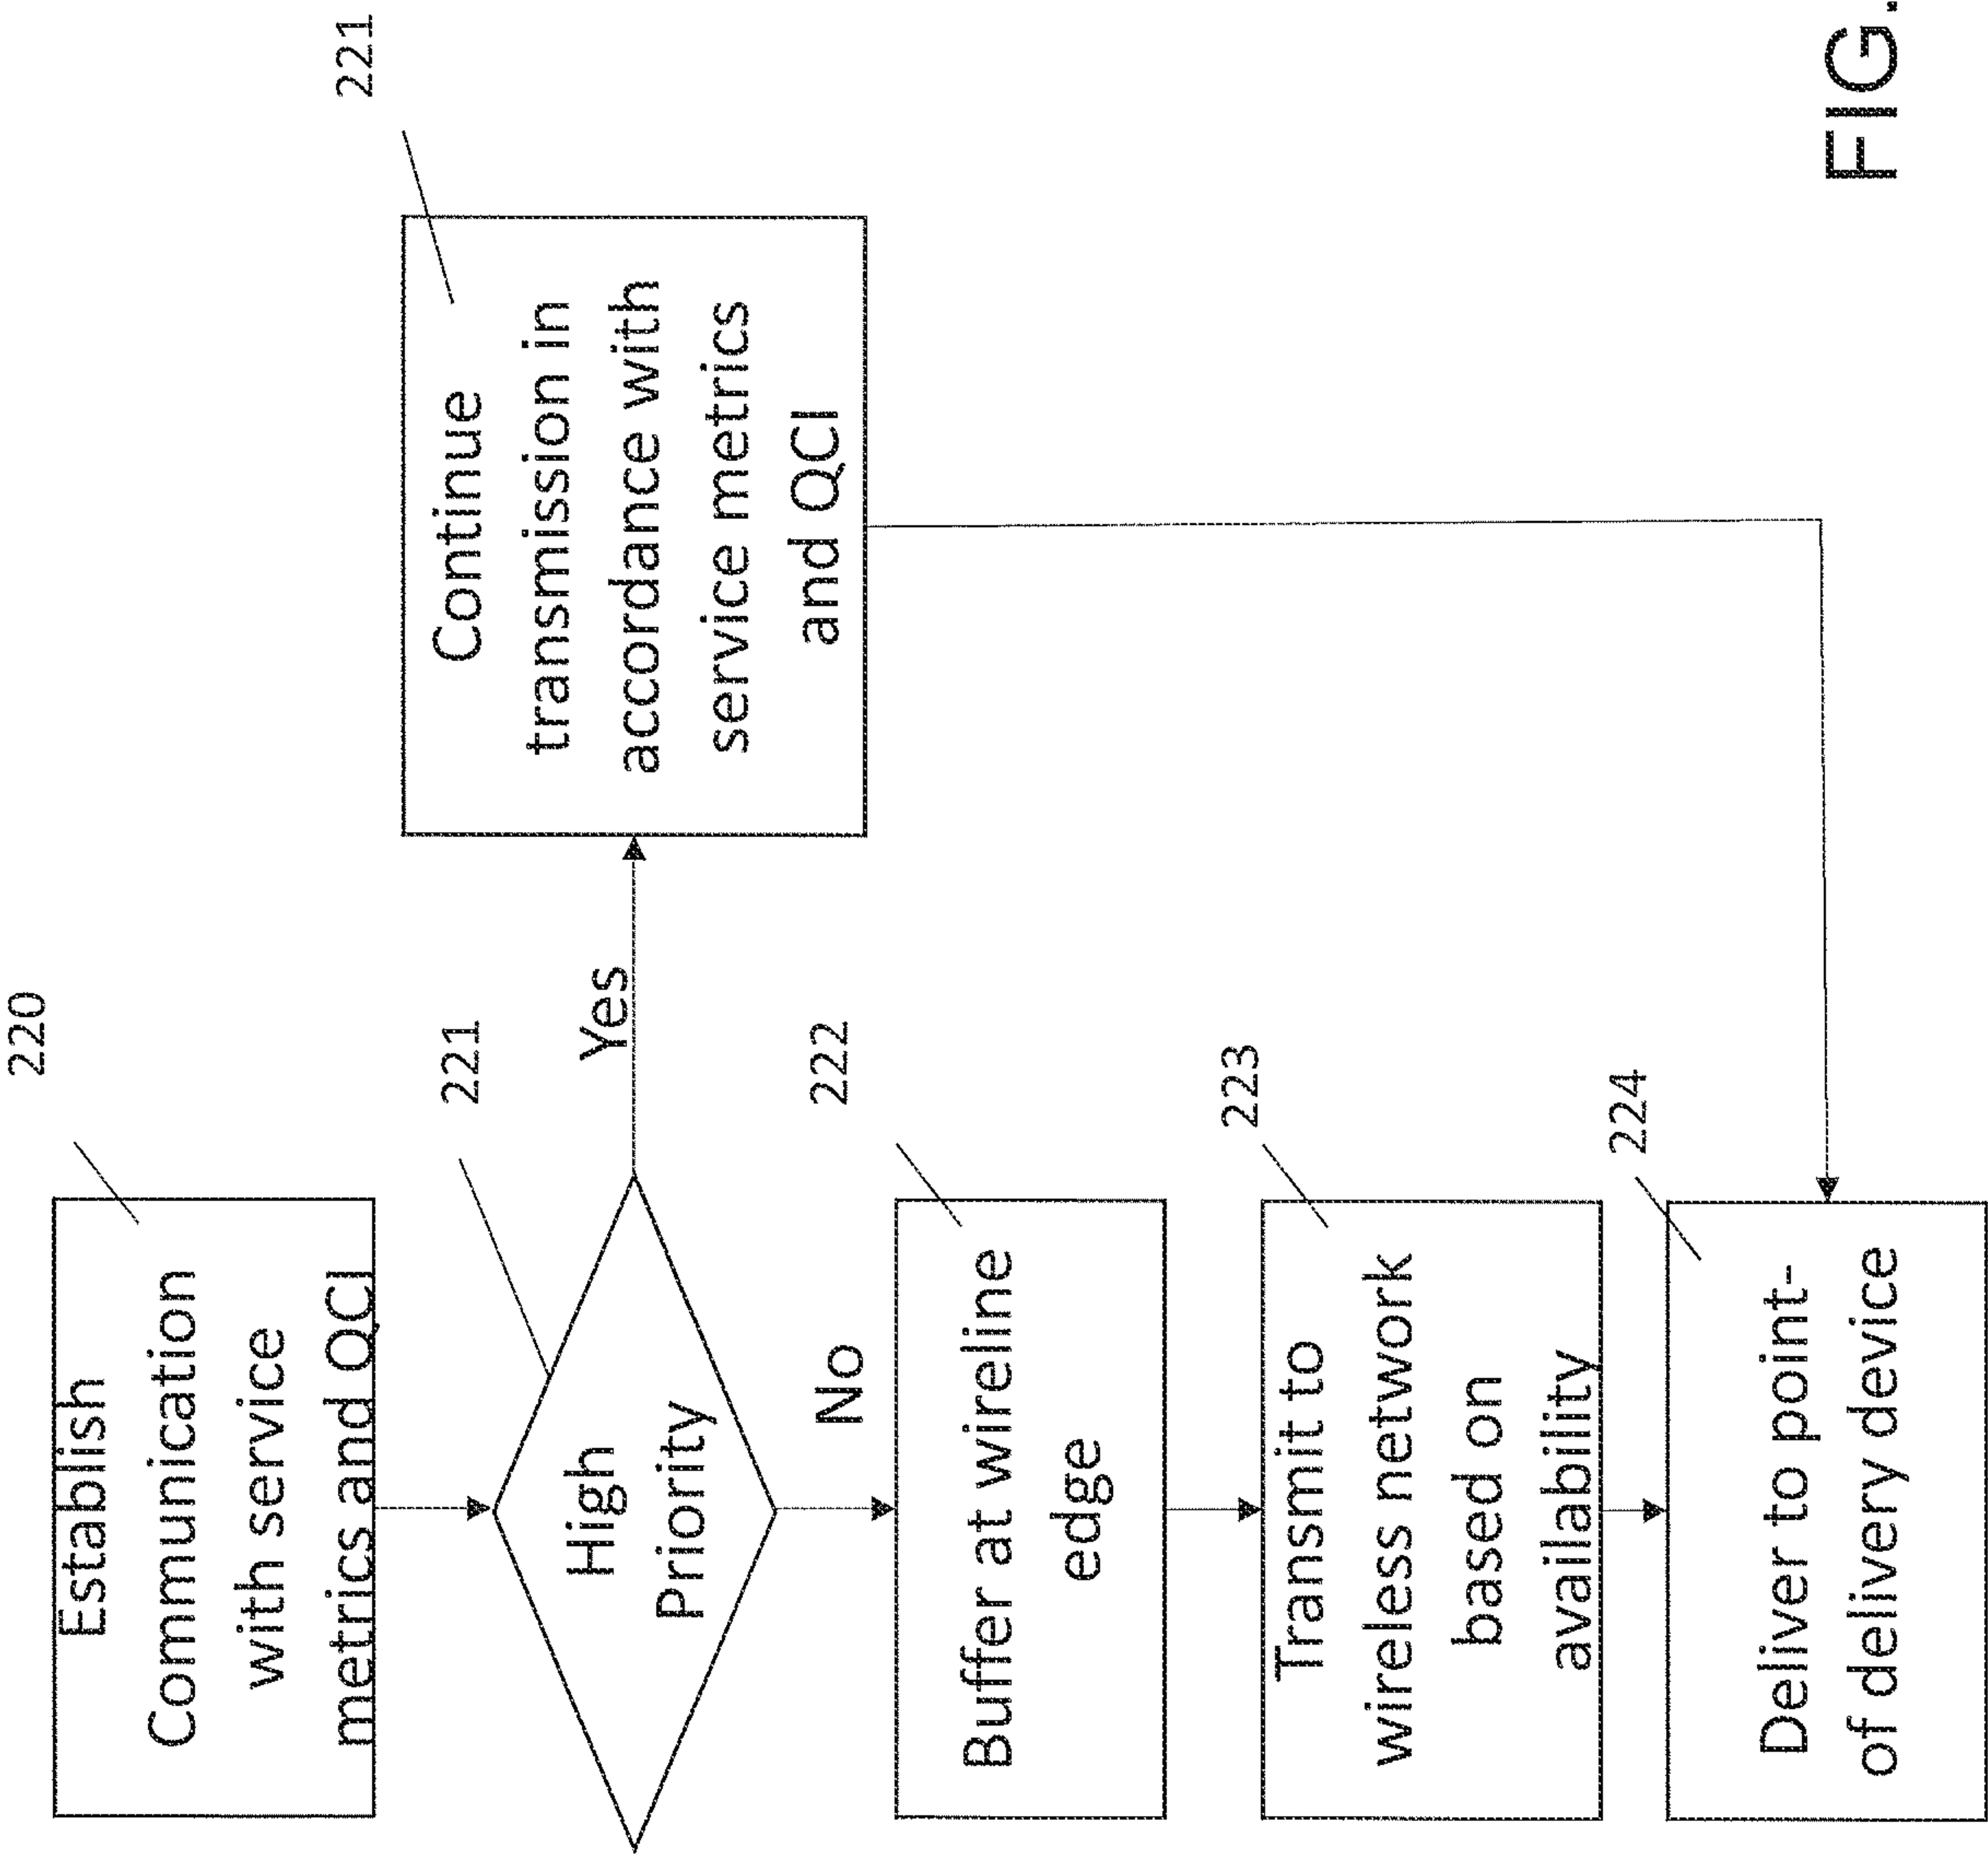 220
Establish
Communication
with service
metrics and QCI
221
High
Priority
Yes
221
Continue
transmission in
accordance with
service metrics
and QCI
No
222
Buffer at wireline
edge
223
Transmit to
wireless network
based on
availability
224
Deliver to point-
of delivery device
FIG.